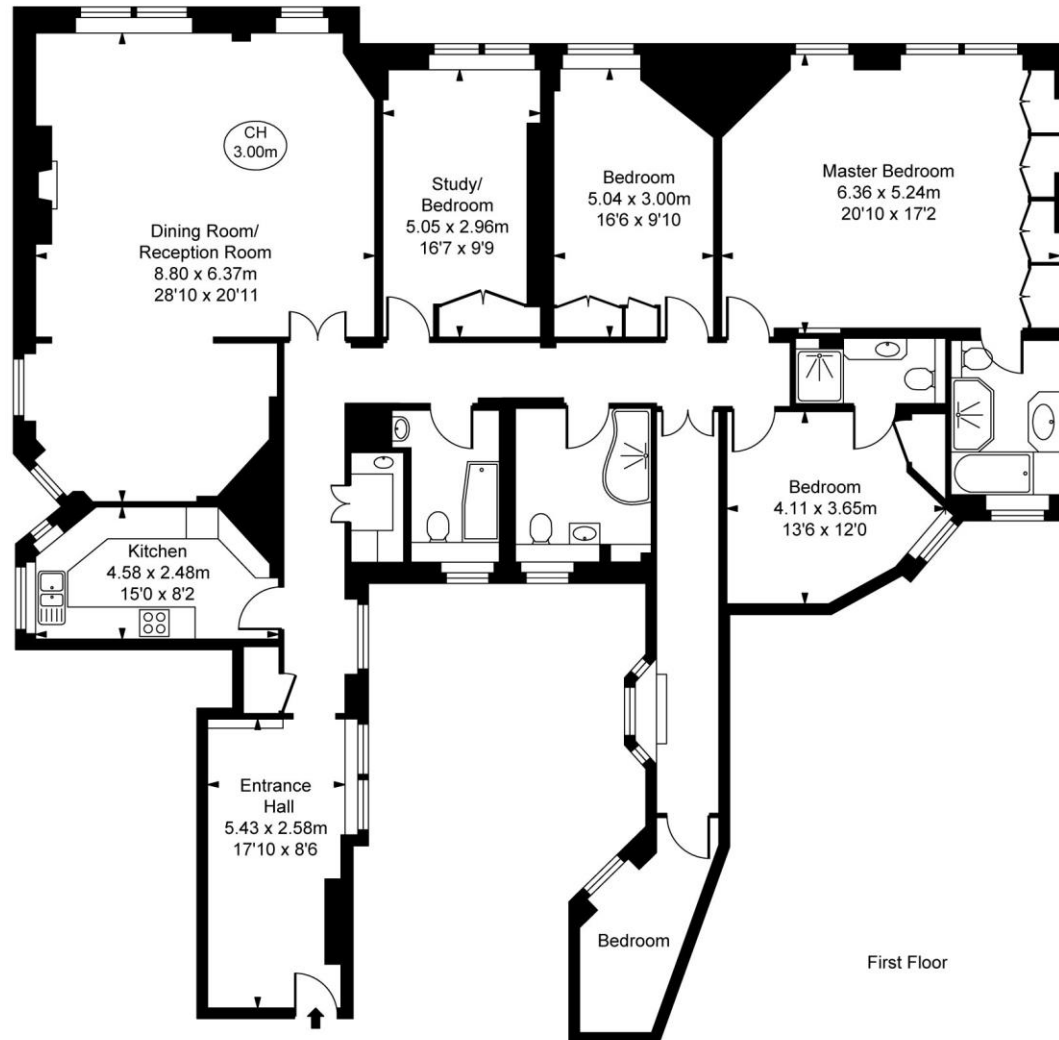 CH
3.00m
Dining Room/
Reception Room
8.80 x 6.37m
28'10 x 20'11
Study/
Bedroom
5.05 x 2.96m
16'7 x 9'9
Bedroom
5.04 x 3.00m
16'6 x 9'10
Master Bedroom
6.36 x 5.24m
20'10 x 17'2
Kitchen
4.58 x 2.48m
15'0 x 8'2
Bedroom
4.11 x 3.65m
13'6 x 12'0
Entrance
Hall
5.43 x 2.58m
17'10 x 8'6
Bedroom
First Floor